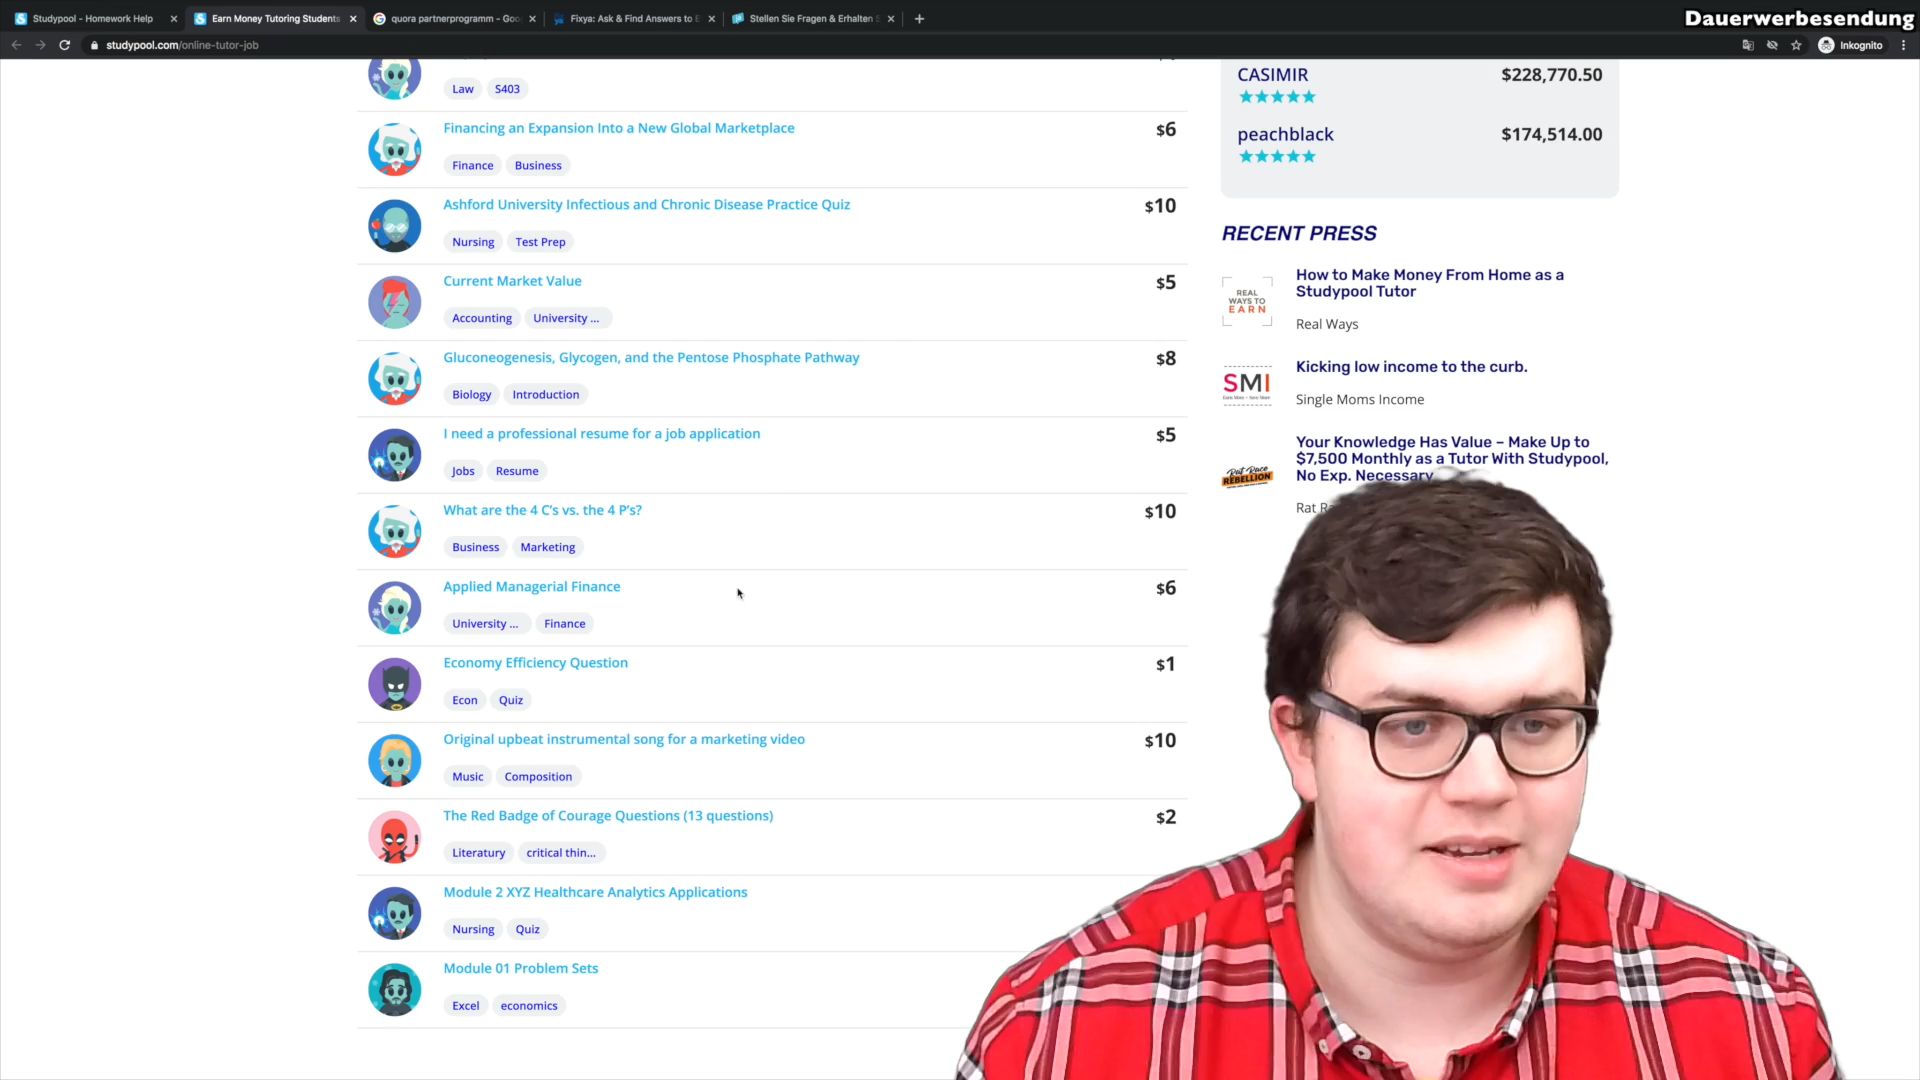 Dauerwerbesendung
Studypool - Homework Help
Earn Money Tutoring Students
quora partnerprogramm - Goo
Fixya: Ask & Find Answers to E
Stellen Sie Fragen & Erhalten S
studypool.com/online-tutor-job
Inkognito
Law S403
Financing an Expansion Into a New Global Marketplace $6
Finance Business
Ashford University Infectious and Chronic Disease Practice Quiz $10
Nursing Test Prep
Current Market Value $5
Accounting University ...
Gluconeogenesis, Glycogen, and the Pentose Phosphate Pathway $8
Biology Introduction
I need a professional resume for a job application $5
Jobs Resume
What are the 4 C's vs. the 4 P's? $10
Business Marketing
Applied Managerial Finance $6
University ... Finance
Economy Efficiency Question $1
Econ Quiz
Original upbeat instrumental song for a marketing video $10
Music Composition
The Red Badge of Courage Questions (13 questions) $2
Literatury critical thin...
Module 2 XYZ Healthcare Analytics Applications
Nursing Quiz
Module 01 Problem Sets
Excel economics
CASIMIR $228,770.50
peachblack $174,514.00
RECENT PRESS
REAL
WAYS TO
EARN
How to Make Money From Home as a
Studypool Tutor
Real Ways
SMI
Kicking low income to the curb.
Single Moms Income
Rat Race
REBELLION
Your Knowledge Has Value – Make Up to
$7,500 Monthly as a Tutor With Studypool,
No Exp. Necessary
Rat